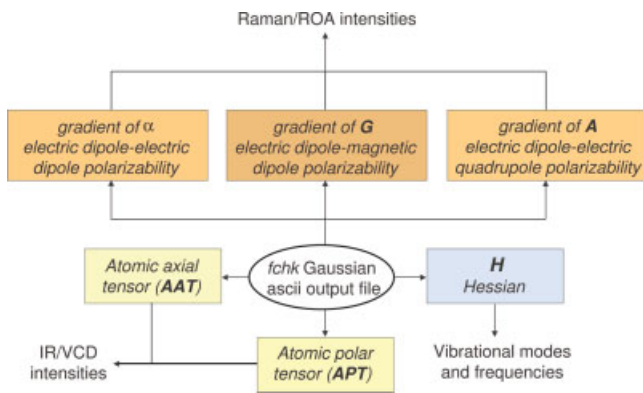 Raman/ROA intensities
gradient of α
electric dipole-electric
dipole polarizability
gradient of G
electric dipole-magnetic
dipole polarizability
gradient of A
electric dipole-electric
quadrupole polarizability
Atomic axial
tensor (AAT)
fchk Gaussian
ascii output file
H
Hessian
IR/VCD
intensities
Atomic polar
tensor (APT)
Vibrational modes
and frequencies